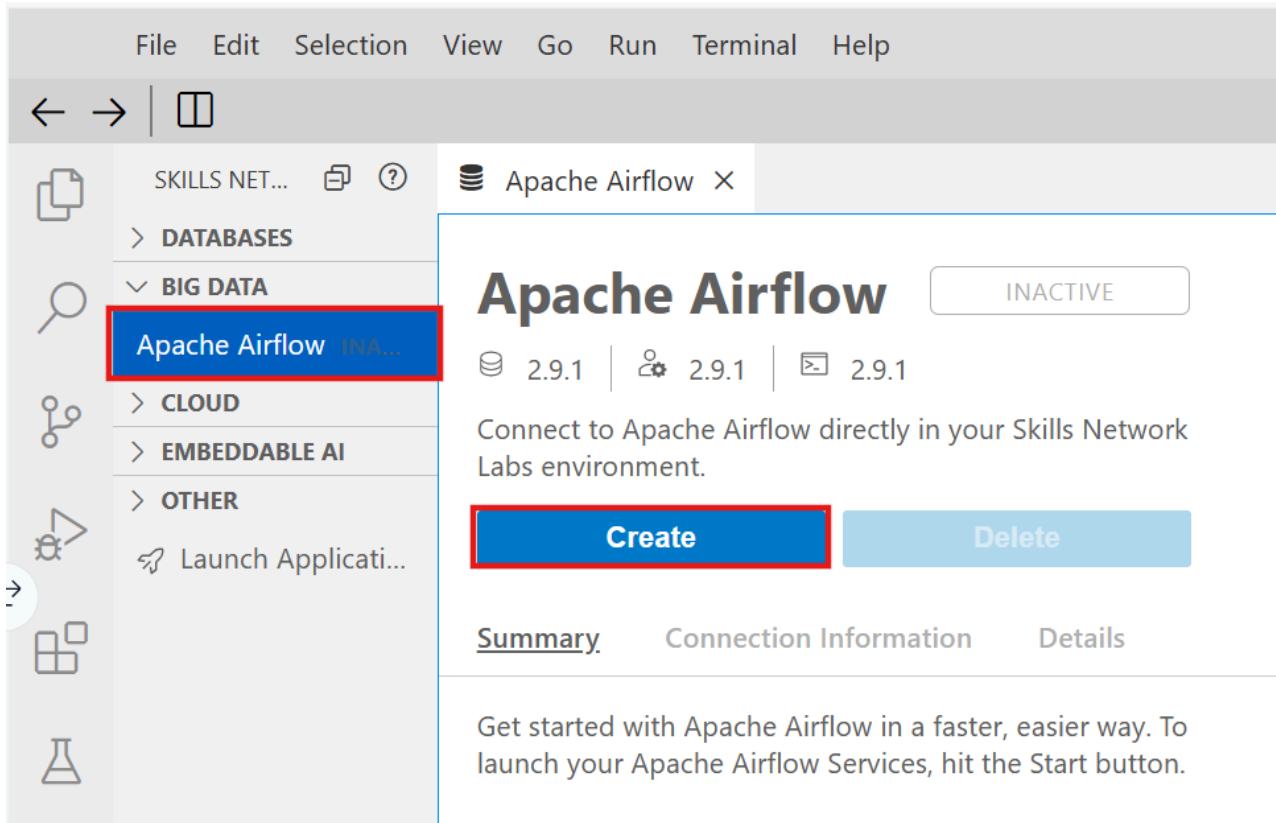 File Edit Selection View Go Run Terminal Help
SKILLS NET...
Apache Airflow
DATABASES
BIG DATA
Apache Airflow INA...
CLOUD
EMBEDDABLE AI
OTHER
Launch Applicati...
Apache Airflow INACTIVE
2.9.1 2.9.1 2.9.1
Connect to Apache Airflow directly in your Skills Network
Labs environment.
Create Delete
Summary Connection Information Details
Get started with Apache Airflow in a faster, easier way. To
launch your Apache Airflow Services, hit the Start button.